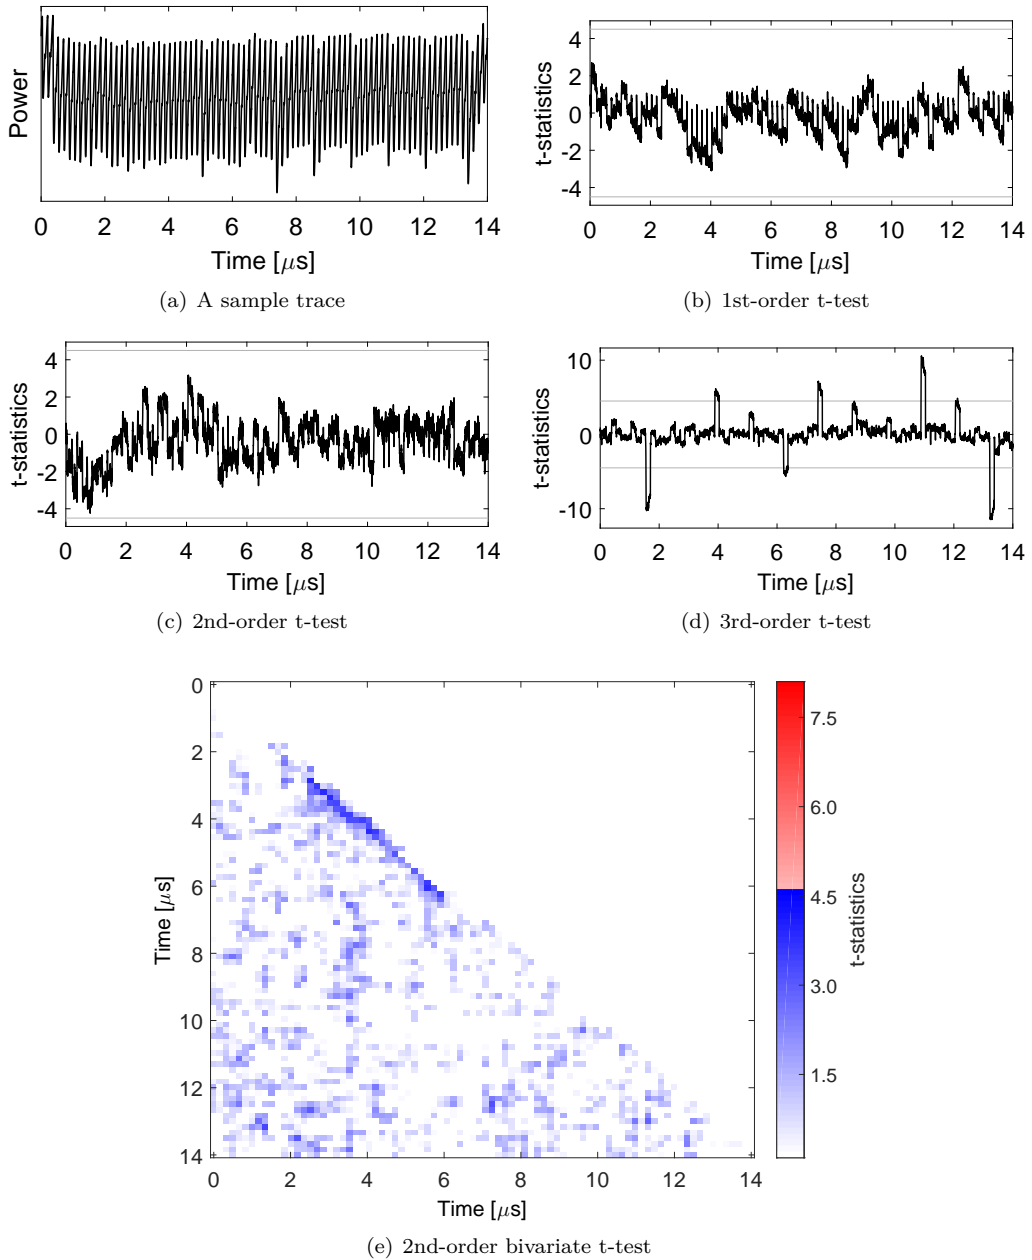 Power
0 2 4 6 8 10 12 14
Time [μs]
(a) A sample trace
t-statistics
4
2
0
-2
-4
0 2 4 6 8 10 12 14
Time [μs]
(b) 1st-order t-test
t-statistics
4
2
0
-2
-4
0 2 4 6 8 10 12 14
Time [μs]
(c) 2nd-order t-test
t-statistics
10
0
-10
0 2 4 6 8 10 12 14
Time [μs]
(d) 3rd-order t-test
Time [μs]
0
2
4
6
8
10
12
14
0 2 4 6 8 10 12 14
Time [μs]
7.5
6.0
4.5
3.0
1.5
t-statistics
(e) 2nd-order bivariate t-test